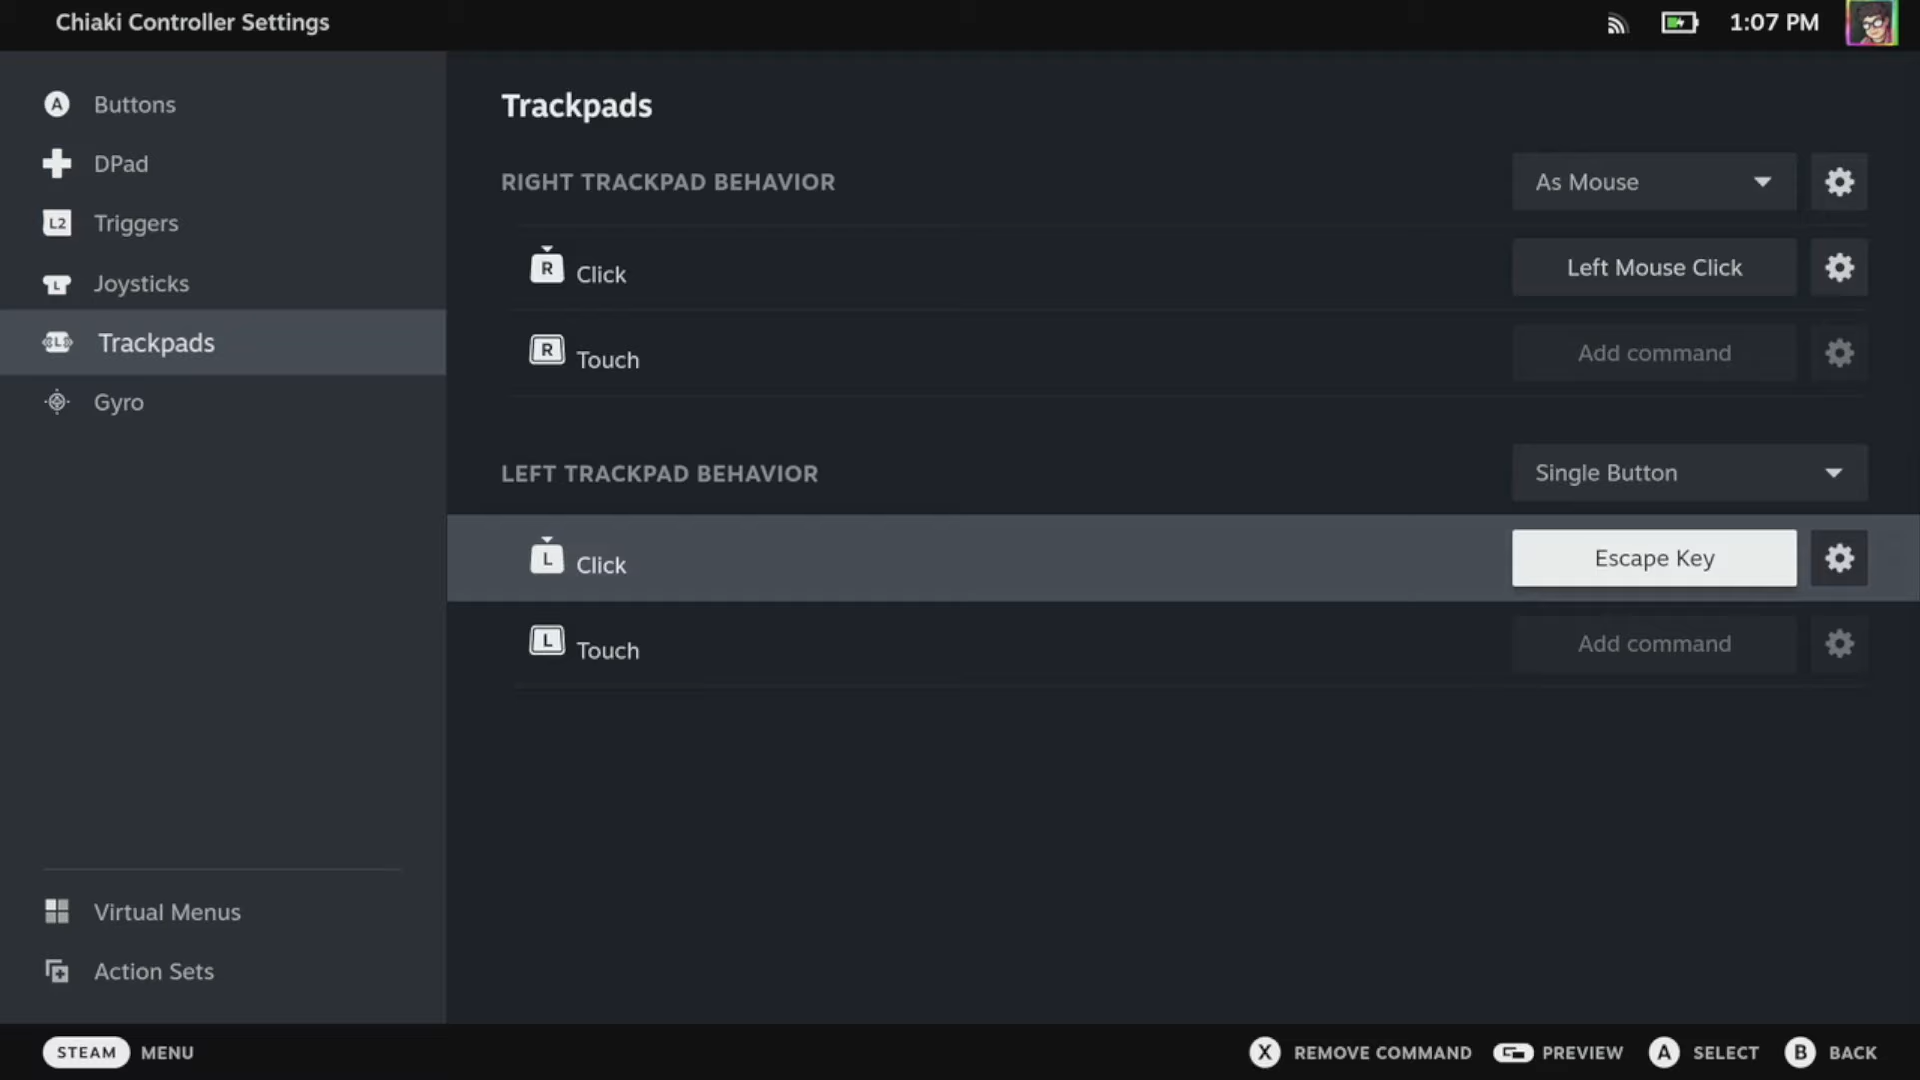 Chiaki Controller Settings
1:07 PM
A Buttons
DPad
L2 Triggers
L Joysticks
L Trackpads
Gyro
Virtual Menus
Action Sets
Trackpads
RIGHT TRACKPAD BEHAVIOR
As Mouse
R Click
Left Mouse Click
R Touch
Add command
LEFT TRACKPAD BEHAVIOR
Single Button
L Click
Escape Key
L Touch
Add command
STEAM MENU
X REMOVE COMMAND
PREVIEW
A SELECT
B BACK